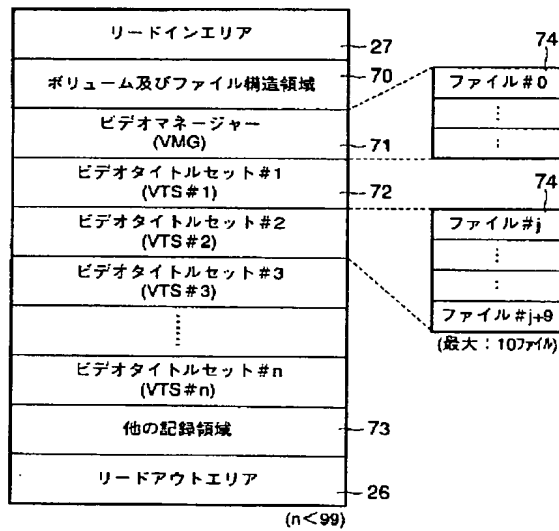 リードインエリア
27
ボリューム及びファイル構造領域
70
ビデオマネージャー
(VMG)
71
ビデオタイトルセット#1
(VTS#1)
72
ビデオタイトルセット#2
(VTS#2)
ビデオタイトルセット#3
(VTS#3)
ビデオタイトルセット#n
(VTS#n)
他の記録領域
73
リードアウトエリア
26
(n<99)
74
ファイル#0
74
ファイル#j
ファイル#j+9
(最大：10ファイル)